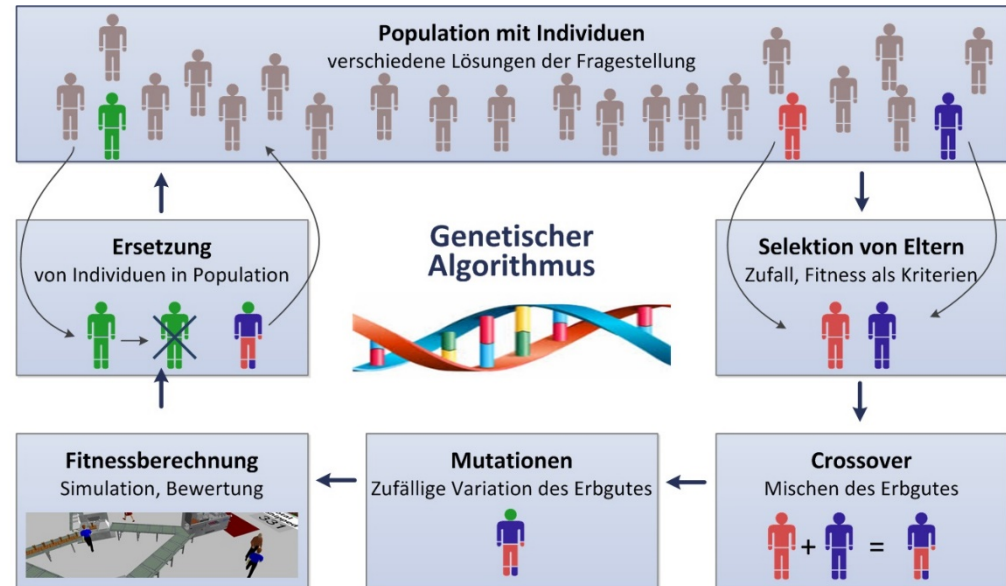 Population mit Individuen
verschiedene Lösungen der Fragestellung
Ersetzung
von Individuen in Population
Genetischer
Algorithmus
Selektion von Eltern
Zufall, Fitness als Kriterien
Fitnessberechnung
Simulation, Bewertung
331
Mutationen
Zufällige Variation des Erbgutes
Crossover
Mischen des Erbgutes
+ =